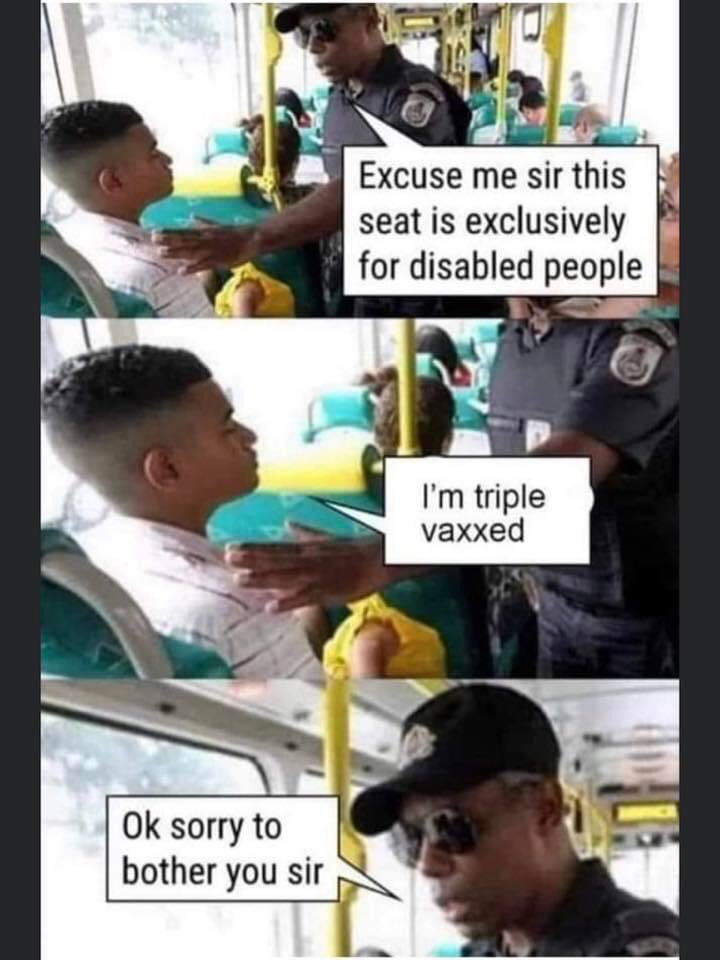 Excuse me sir this
seat is exclusively
for disabled people
I'm triple
vaxxed
Ok sorry to
bother you sir